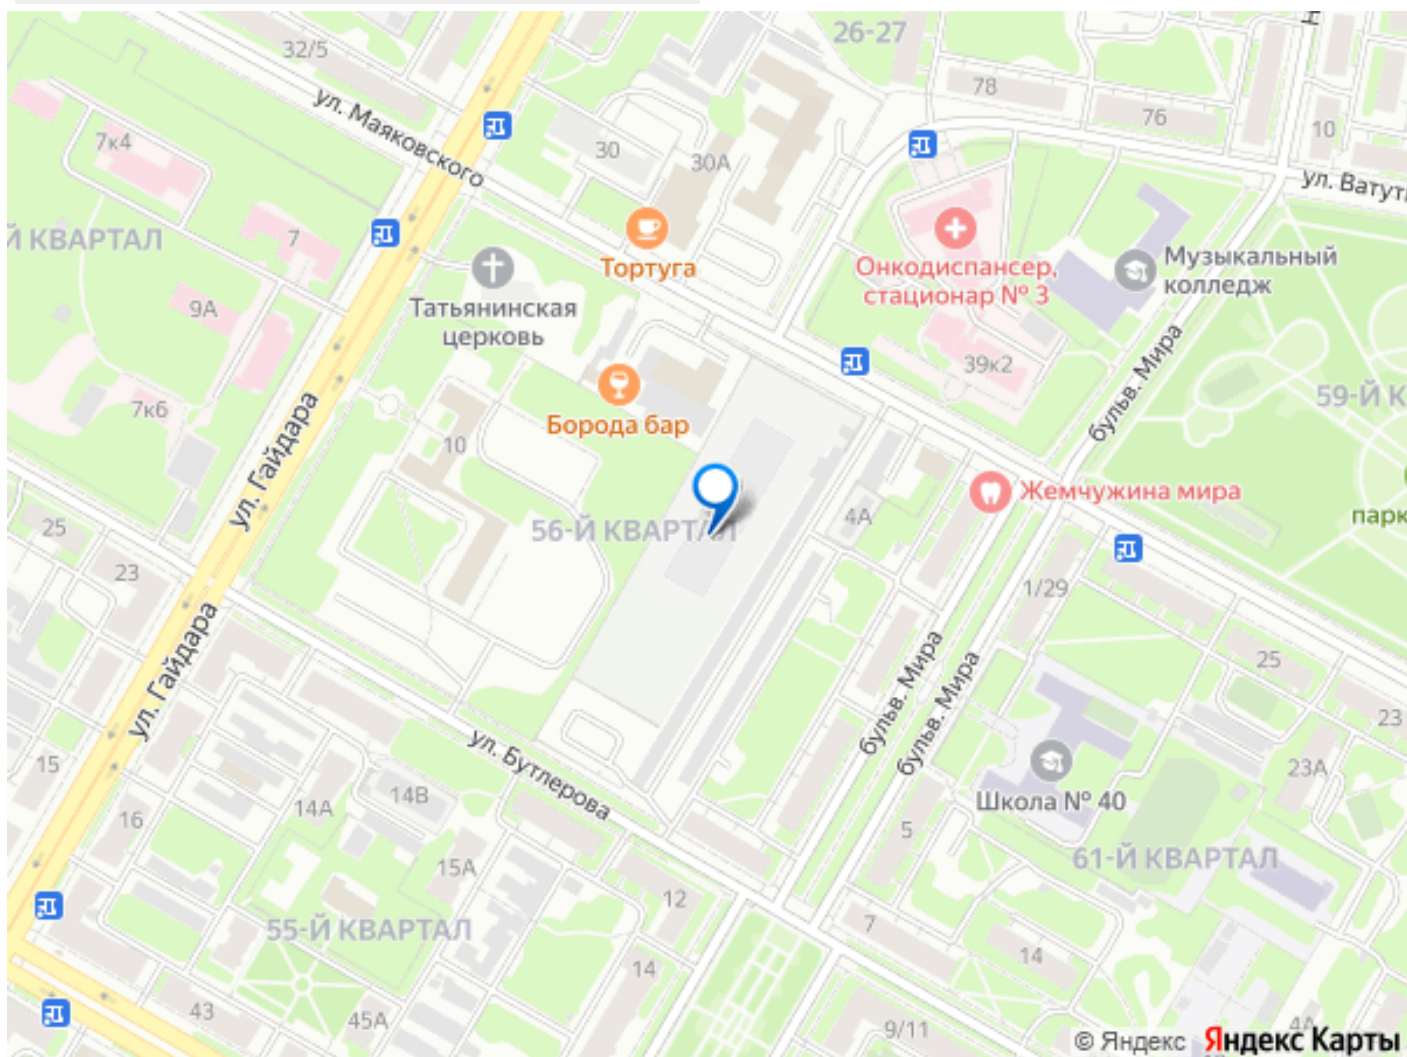 26-27
32/5
ул. Маяковского
78
76
10
7к4
30
30А
ул. Ватут
Й КВАРТАЛ
7
Тортуга
Онкодиспансер,
стационар № 3
Музыкальный
колледж
Татьянинская
церковь
9А
39к2
бульв. Мира
59-Й К
7к6
Борода бар
10
ул. Гайдара
Жемчужина мира
парк
4А
56-Й КВАРТАЛ
25
23
1/29
ул. Гайдара
бульв. Мира
бульв. Мира
25
23
15
ул. Бутлерова
14А
14В
16
Школа № 40
23А
5
61-Й КВАРТАЛ
15А
12
55-Й КВАРТАЛ
7
14
14
43
45А
9/11
4А
© Яндекс Яндекс Карты